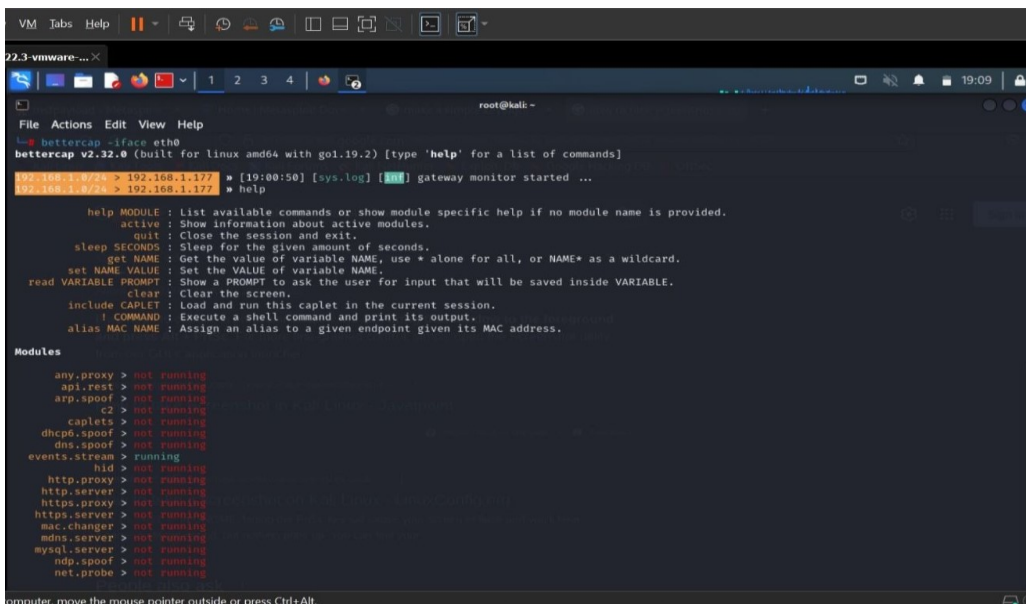 VM Tabs Help
22.3-vmware-...
1 2 3 4 19:09
root@kali: ~
File Actions Edit View Help
# bettercap -iface eth0
bettercap v2.32.0 (built for linux amd64 with go1.19.2) [type 'help' for a list of commands]
192.168.1.0/24 > 192.168.1.177 » [19:00:50] [sys.log] [inf] gateway monitor started ...
192.168.1.0/24 > 192.168.1.177 » help
help MODULE : List available commands or show module specific help if no module name is provided.
active : Show information about active modules.
quit : Close the session and exit.
sleep SECONDS : Sleep for the given amount of seconds.
get NAME : Get the value of variable NAME, use * alone for all, or NAME* as a wildcard.
set NAME VALUE : Set the VALUE of variable NAME.
read VARIABLE PROMPT : Show a PROMPT to ask the user for input that will be saved inside VARIABLE.
clear : Clear the screen.
include CAPLET : Load and run this caplet in the current session.
! COMMAND : Execute a shell command and print its output.
alias MAC NAME : Assign an alias to a given endpoint given its MAC address.
Modules
any.proxy > not running
api.rest > not running
arp.spoof > not running
c2 > not running
caplets > not running
dhcp6.spoof > not running
dns.spoof > not running
events.stream > running
hid > not running
http.proxy > not running
http.server > not running
https.proxy > not running
https.server > not running
mac.changer > not running
mdns.server > not running
mysql.server > not running
ndp.spoof > not running
net.probe > not running
omputer, move the mouse pointer outside or press Ctrl+Alt.